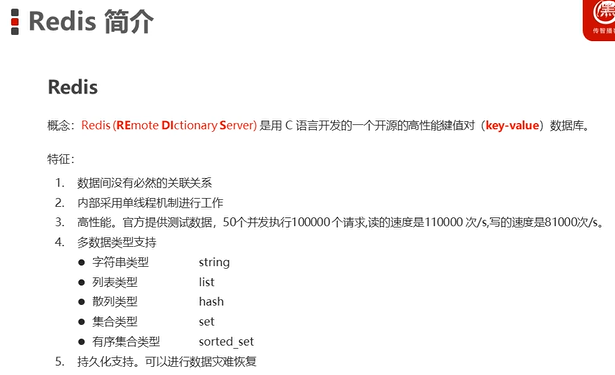 Redis 简介
Redis
概念：Redis (REmote DIctionary Server) 是用 C 语言开发的一个开源的高性能键值对（key-value）数据库。
特征：
1. 数据间没有必然的关联关系
2. 内部采用单线程机制进行工作
3. 高性能。官方提供测试数据，50个并发执行100000 个请求,读的速度是110000 次/s,写的速度是81000次/s。
4. 多数据类型支持
● 字符串类型 string
● 列表类型 list
● 散列类型 hash
● 集合类型 set
● 有序集合类型 sorted_set
5. 持久化支持。可以进行数据灾难恢复